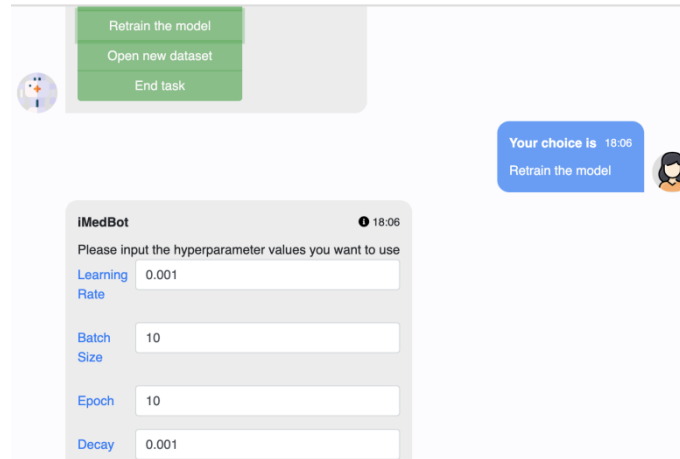 Retrain the model
Open new dataset
End task
Your choice is 18:06
Retrain the model
iMedBot 18:06
Please input the hyperparameter values you want to use
Learning Rate 0.001
Batch Size 10
Epoch 10
Decay 0.001